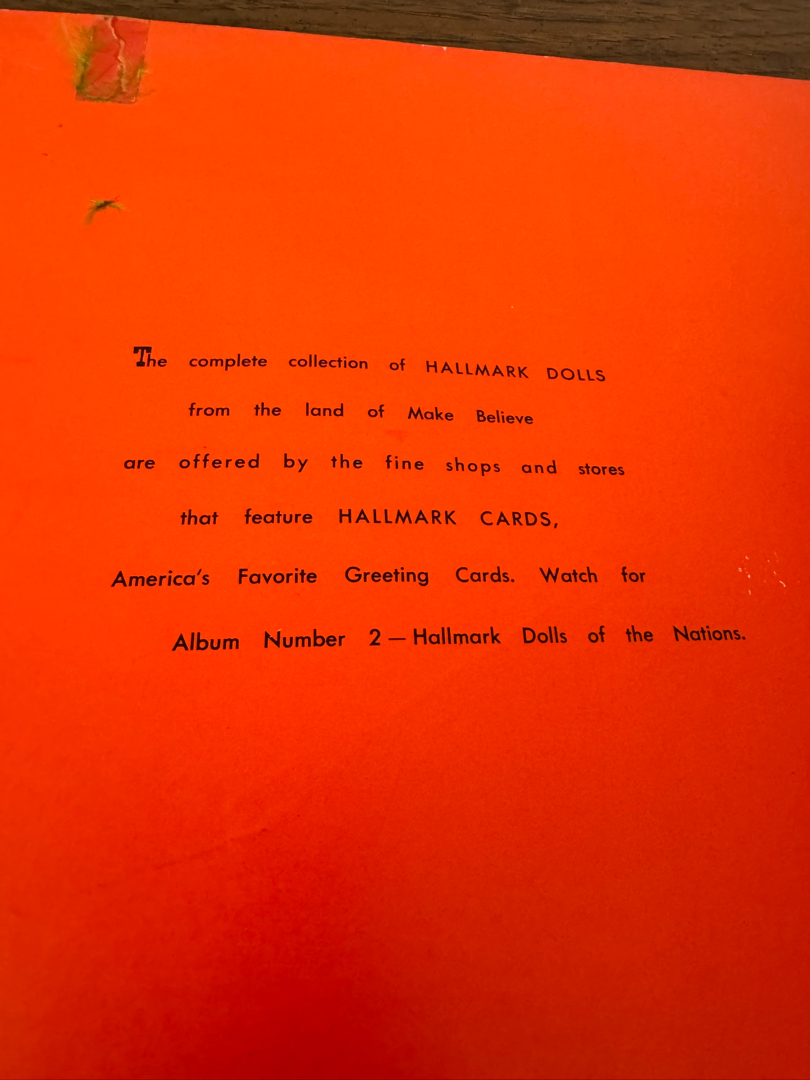 The complete collection of HALLMARK DOLLS
from the land of Make Believe
are offered by the fine shops and stores
that feature HALLMARK CARDS,
America's Favorite Greeting Cards. Watch for
Album Number 2 — Hallmark Dolls of the Nations.